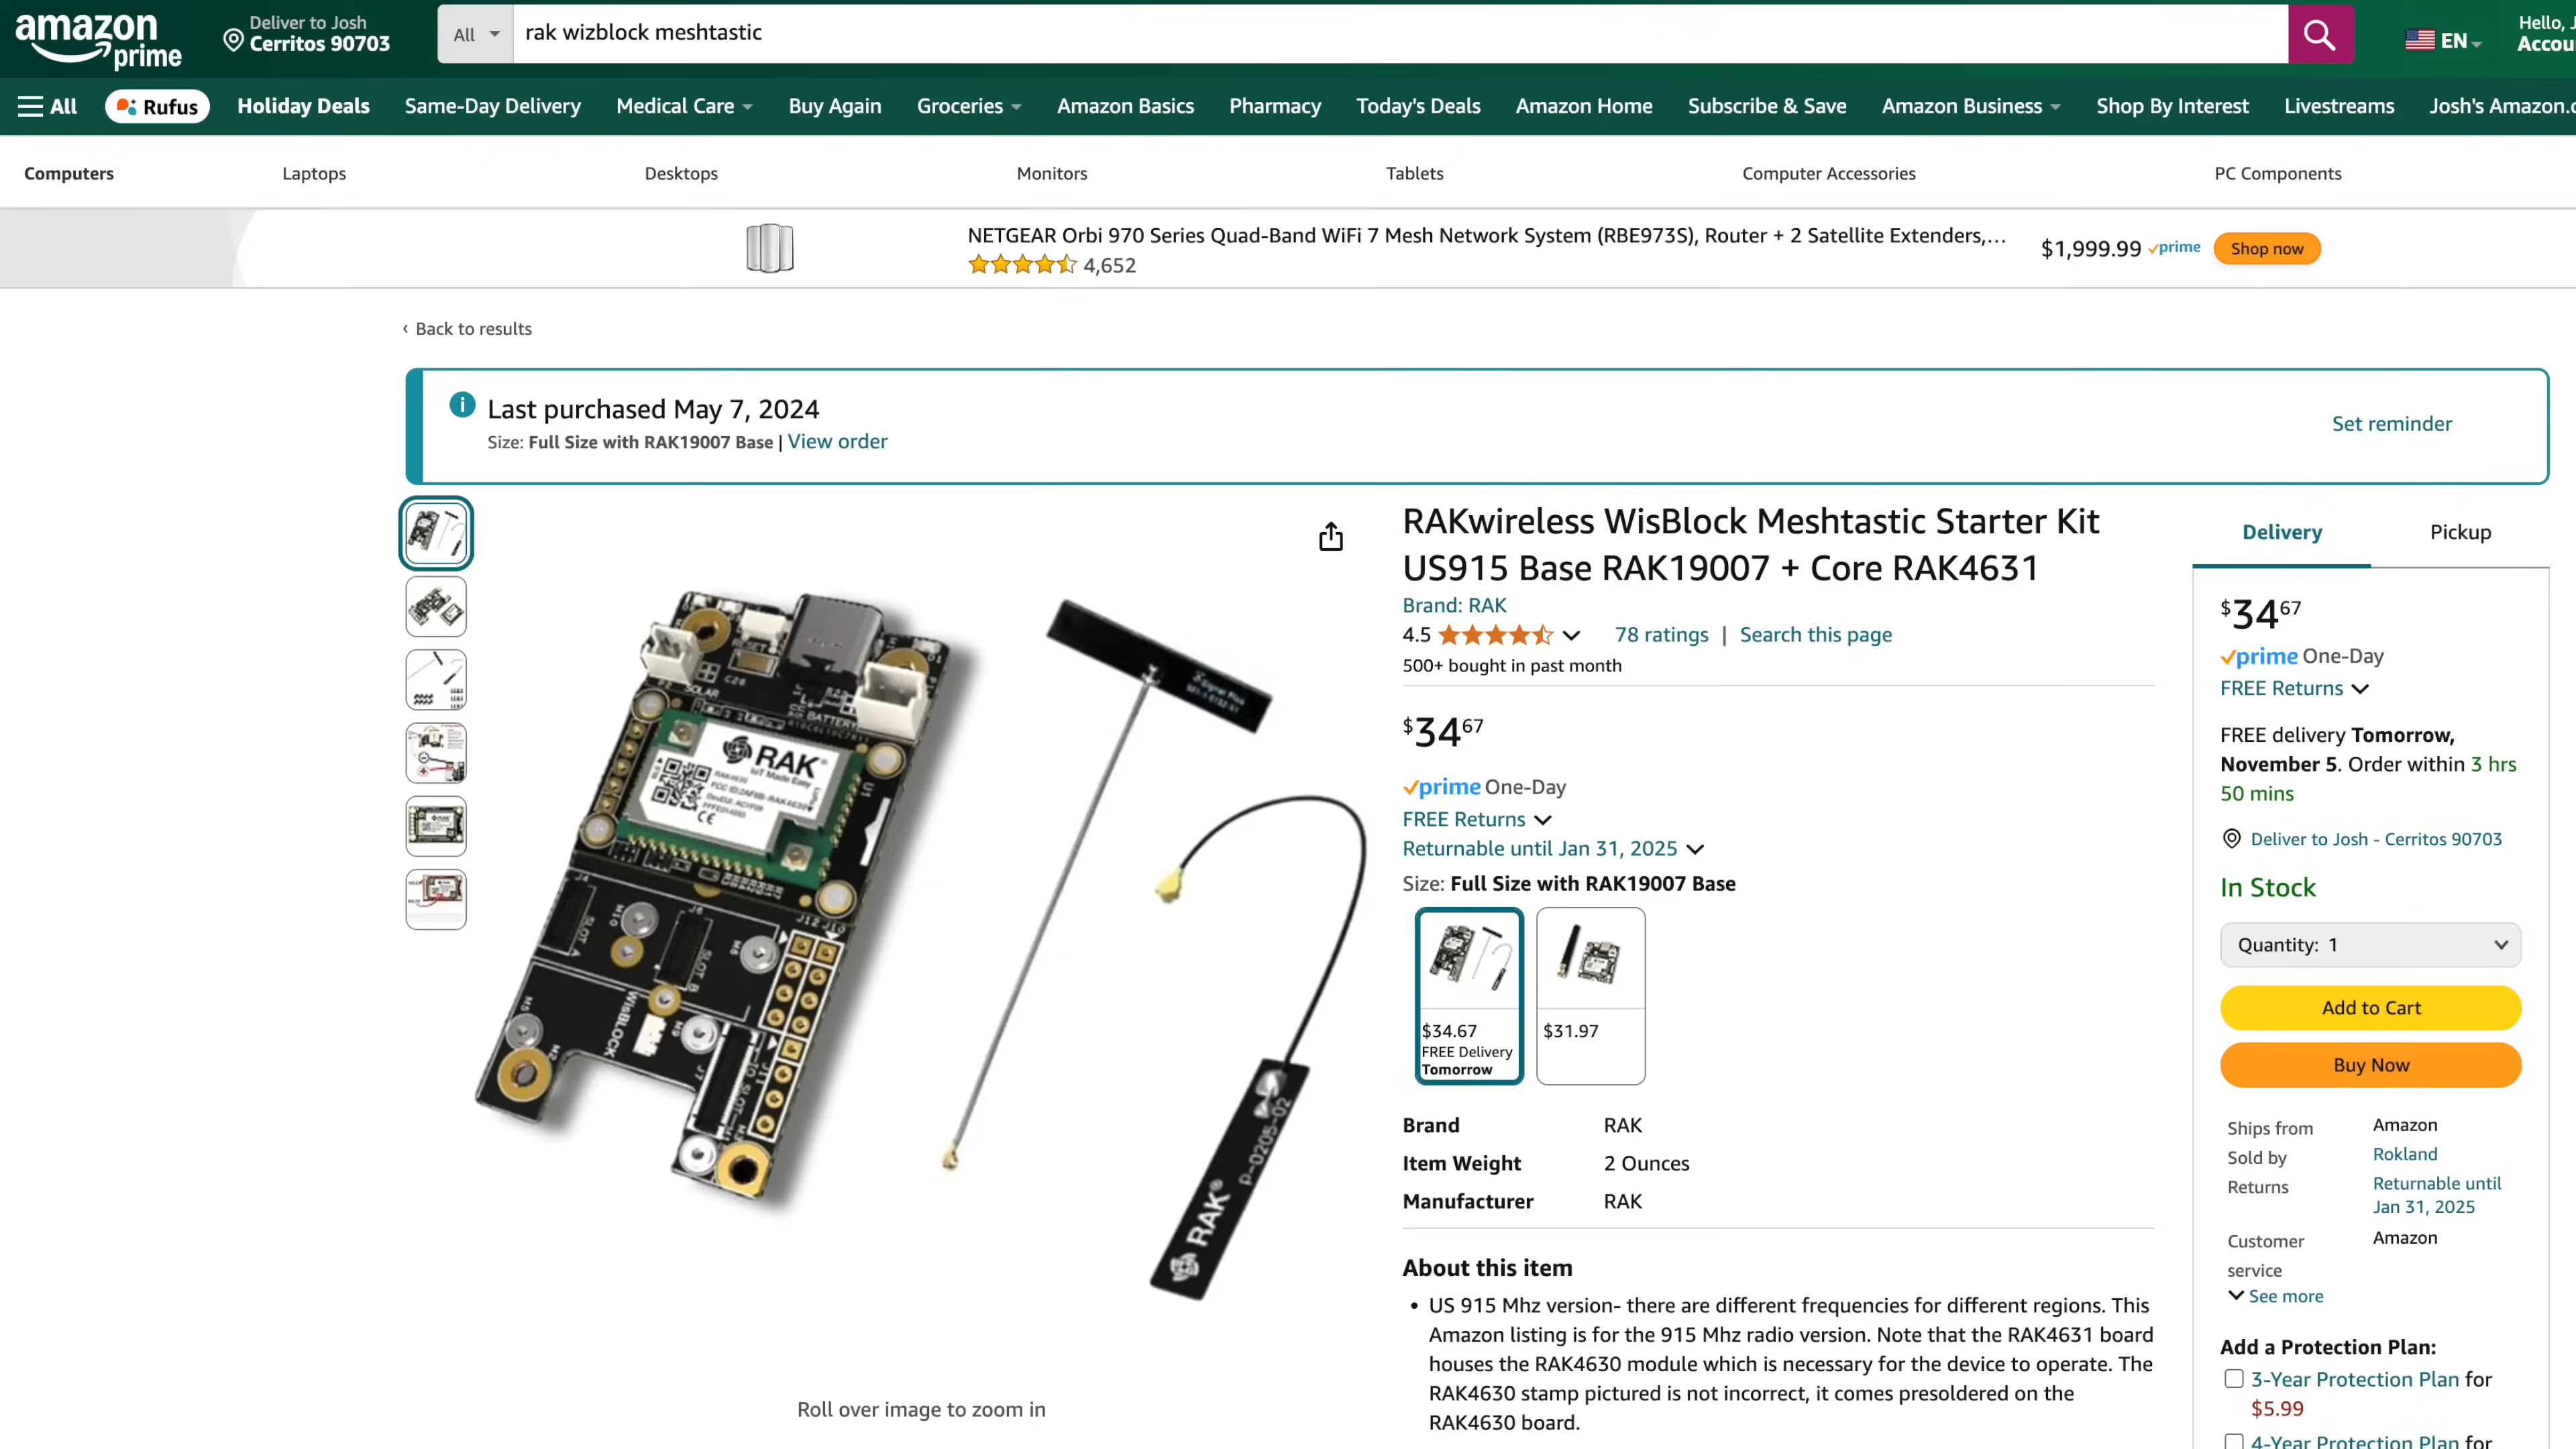 amazon prime
Deliver to Josh
Cerritos 90703
All
rak wizblock meshtastic
EN
Hello, J
Accou
All
Rufus
Holiday Deals
Same-Day Delivery
Medical Care
Buy Again
Groceries
Amazon Basics
Pharmacy
Today's Deals
Amazon Home
Subscribe & Save
Amazon Business
Shop By Interest
Livestreams
Josh's Amazon.c
Computers
Laptops
Desktops
Monitors
Tablets
Computer Accessories
PC Components
NETGEAR Orbi 970 Series Quad-Band WiFi 7 Mesh Network System (RBE973S), Router + 2 Satellite Extenders,...
4,652
$1,999.99 prime
Shop now
‹ Back to results
Last purchased May 7, 2024
Size: Full Size with RAK19007 Base | View order
Set reminder
SOLAR
BATTERY
RAK
IoT Made Easy
CE
SLOT A
SLOT B
WisBLOCK
RAK
P-0205-02
Roll over image to zoom in
RAKwireless WisBlock Meshtastic Starter Kit
US915 Base RAK19007 + Core RAK4631
Brand: RAK
4.5
78 ratings | Search this page
500+ bought in past month
$34 67
prime One-Day
FREE Returns
Returnable until Jan 31, 2025
Size: Full Size with RAK19007 Base
$34.67
FREE Delivery
Tomorrow
$31.97
Brand RAK
Item Weight 2 Ounces
Manufacturer RAK
About this item
• US 915 Mhz version- there are different frequencies for different regions. This
Amazon listing is for the 915 Mhz radio version. Note that the RAK4631 board
houses the RAK4630 module which is necessary for the device to operate. The
RAK4630 stamp pictured is not incorrect, it comes presoldered on the
RAK4630 board.
Delivery
Pickup
$34 67
prime One-Day
FREE Returns
FREE delivery Tomorrow,
November 5. Order within 3 hrs
50 mins
Deliver to Josh - Cerritos 90703
In Stock
Quantity: 1
Add to Cart
Buy Now
Ships from Amazon
Sold by Rokland
Returns Returnable until
Jan 31, 2025
Customer Amazon
service
See more
Add a Protection Plan:
3-Year Protection Plan for
$5.99
4-Year Protection Plan for